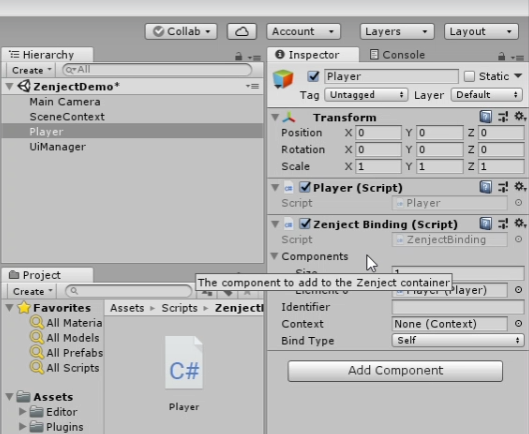 Collab
Account
Layers
Layout
Hierarchy
Create
All
ZenjectDemo*
Main Camera
SceneContext
Player
UiManager
Inspector
Console
Player
Static
Tag Untagged
Layer Default
Transform
Position X 0 Y 0 Z 0
Rotation X 0 Y 0 Z 0
Scale X 1 Y 1 Z 1
Player (Script)
Script Player
Zenject Binding (Script)
Script ZenjectBinding
Components
The component to add to the Zenject container
Player (Player)
Identifier
Context None (Context)
Bind Type Self
Add Component
Project
Create
Favorites
All Materia
All Models
All Prefabs
All Scripts
Assets
Editor
Plugins
Assets Scripts Zenject
C#
Player